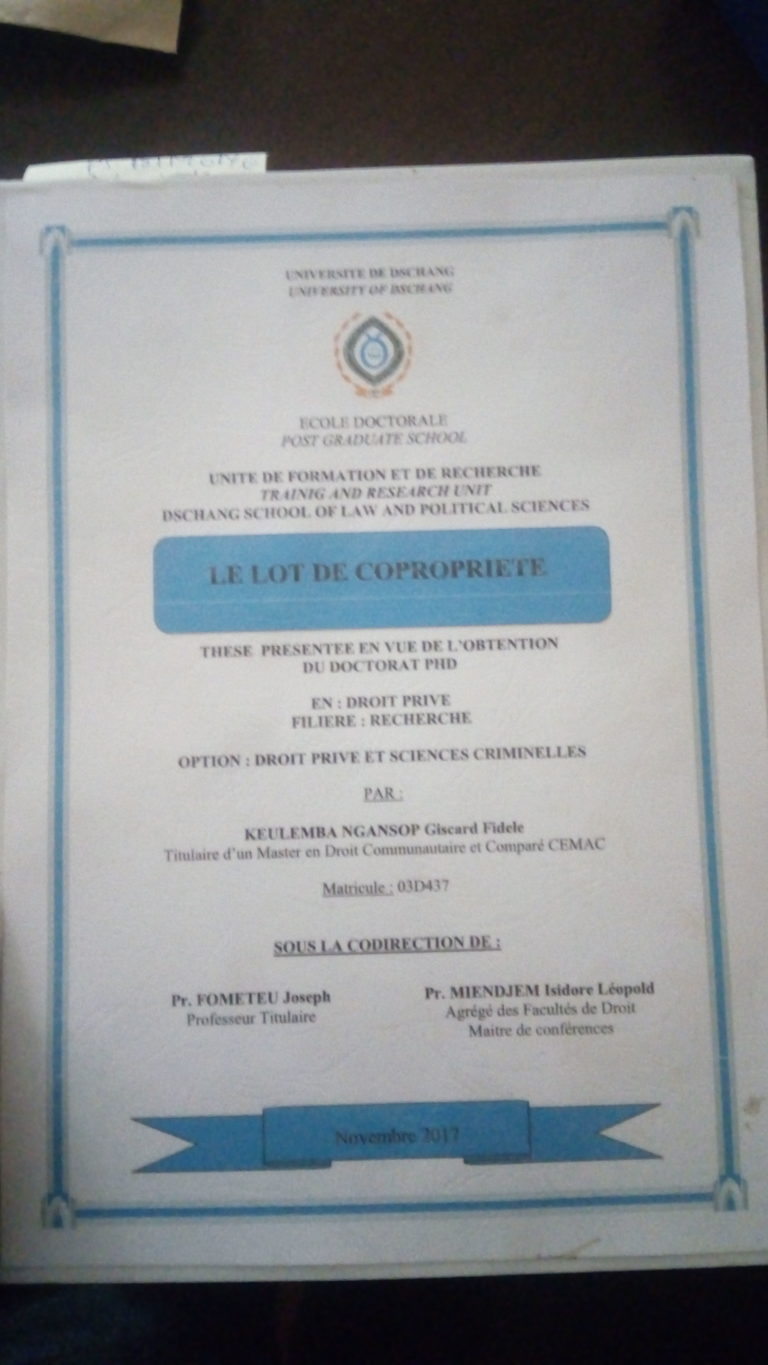 UNIVERSITE DE DSCHANG
UNIVERSITY OF DSCHANG
ECOLE DOCTORALE
POST GRADUATE SCHOOL
UNITE DE FORMATION ET DE RECHERCHE
TRAINIG AND RESEARCH UNIT
DSCHANG SCHOOL OF LAW AND POLITICAL SCIENCES
LE LOT DE COPROPRIETE
THESE PRESENTEE EN VUE DE L'OBTENTION
DU DOCTORAT PHD
EN : DROIT PRIVE
FILIERE : RECHERCHE
OPTION : DROIT PRIVE ET SCIENCES CRIMINELLES
PAR :
KEULEMBA NGANSOP Giscard Fidele
Titulaire d'un Master en Droit Communautaire et Comparé CEMAC
Matricule : 03D437
SOUS LA CODIRECTION DE :
Pr. FOMETEU Joseph
Professeur Titulaire
Pr. MIENDJEM Isidore Léopold
Agrégé des Facultés de Droit
Maitre de conférences
Novembre 2017